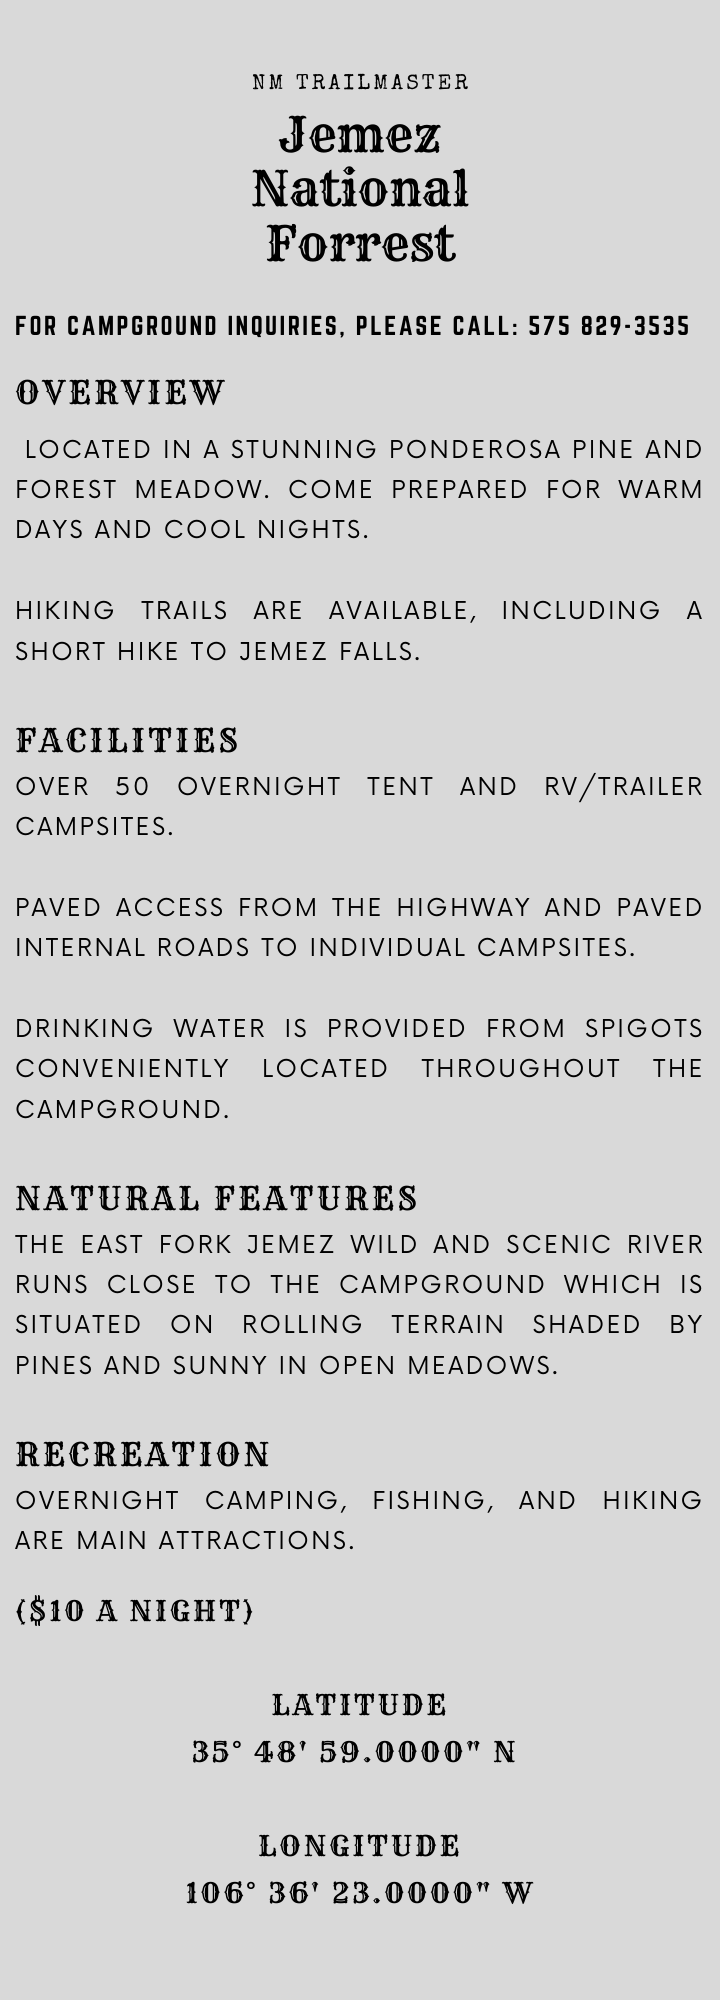 NM TRAILMASTER
Jemez
National
Forrest
FOR CAMPGROUND INQUIRIES, PLEASE CALL: 575 829-3535
OVERVIEW
LOCATED IN A STUNNING PONDEROSA PINE AND
FOREST MEADOW. COME PREPARED FOR WARM
DAYS AND COOL NIGHTS.
HIKING TRAILS ARE AVAILABLE, INCLUDING A
SHORT HIKE TO JEMEZ FALLS.
FACILITIES
OVER 50 OVERNIGHT TENT AND RV/TRAILER
CAMPSITES.
PAVED ACCESS FROM THE HIGHWAY AND PAVED
INTERNAL ROADS TO INDIVIDUAL CAMPSITES.
DRINKING WATER IS PROVIDED FROM SPIGOTS
CONVENIENTLY LOCATED THROUGHOUT THE
CAMPGROUND.
NATURAL FEATURES
THE EAST FORK JEMEZ WILD AND SCENIC RIVER
RUNS CLOSE TO THE CAMPGROUND WHICH IS
SITUATED ON ROLLING TERRAIN SHADED BY
PINES AND SUNNY IN OPEN MEADOWS.
RECREATION
OVERNIGHT CAMPING, FISHING, AND HIKING
ARE MAIN ATTRACTIONS.
($10 A NIGHT)
LATITUDE
35° 48' 59.0000" N
LONGITUDE
106° 36' 23.0000" W